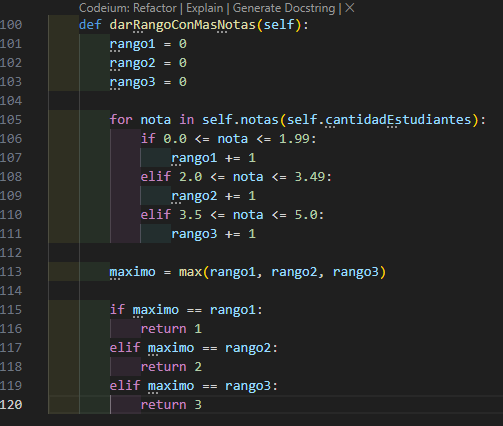 Codeium: Refactor | Explain | Generate Docstring | X
100 def darRangoConMasNotas(self):
101 rango1 = 0
102 rango2 = 0
103 rango3 = 0
104
105 for nota in self.notas(self.cantidadEstudiantes):
106 if 0.0 <= nota <= 1.99:
107 rango1 += 1
108 elif 2.0 <= nota <= 3.49:
109 rango2 += 1
110 elif 3.5 <= nota <= 5.0:
111 rango3 += 1
112
113 maximo = max(rango1, rango2, rango3)
114
115 if maximo == rango1:
116 return 1
117 elif maximo == rango2:
118 return 2
119 elif maximo == rango3:
120 return 3